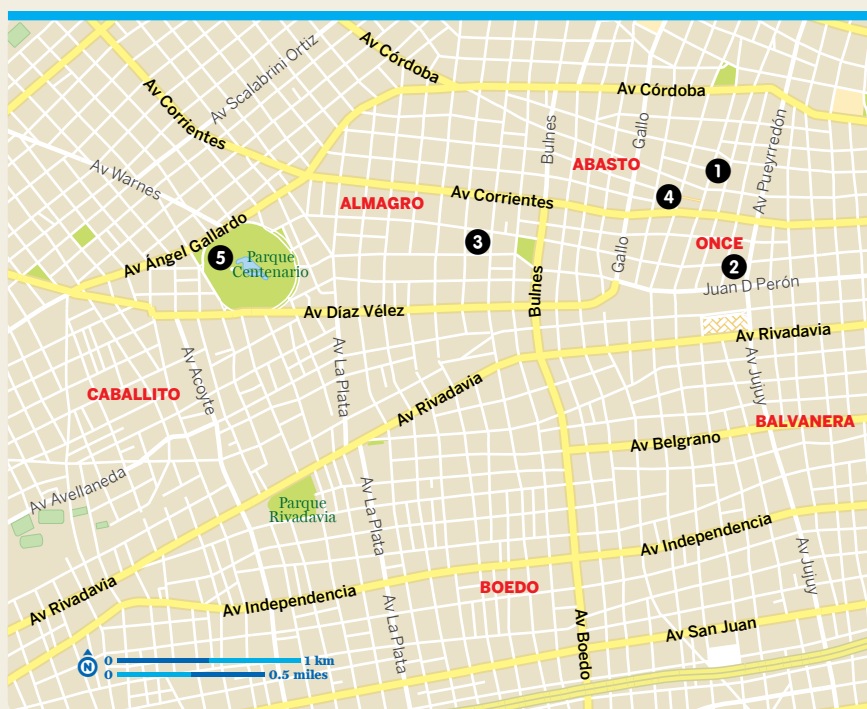 Av Córdoba
Av Scalabrini Ortiz
Av Corrientes
Av Córdoba
Av Warnes
Bulnes
Gallo
ABASTO
1
Av Pueyrredón
4
ALMAGRO
Av Corrientes
Av Ángel Gallardo
5
Parque
Centenario
3
ONCE
2
Gallo
Juan D Perón
Bulnes
Av Díaz Vélez
Av Rivadavia
Av Acoyte
Av La Plata
Av Jujuy
CABALLITO
Av Rivadavia
BALVANERA
Av Belgrano
Av Avellaneda
Parque
Rivadavia
Av La Plata
Av Independencia
Av Jujuy
Av Rivadavia
Av Independencia
BOEDO
Av La Plata
Av Boedo
Av San Juan
N
0 1 km
0 0.5 miles